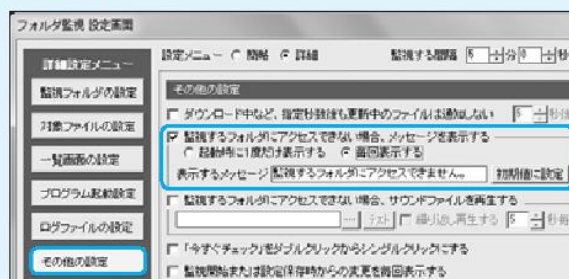 フォルダ監視 設定画面
詳細設定メニュー
設定メニュー 簡略 詳細 監視する間隔 5 分 0 秒
監視フォルダの設定
その他の設定
対象ファイルの設定
ダウンロード中など、指定秒数後も更新中のファイルは通知しない 5 秒後
監視するフォルダにアクセスできない場合、メッセージを表示する
起動時に1度だけ表示する 毎回表示する
一覧画面の設定
表示するメッセージ 監視するフォルダにアクセスできません。 初期値に設定
プログラム起動設定
監視するフォルダにアクセスできない場合、サウンドファイルを再生する
ログファイルの設定
... テスト 繰り返し再生する 5 秒毎
その他の設定
「今すぐチェック」をダブルクリックからシングルクリックにする
監視開始または設定保存時からの変更を毎回表示する